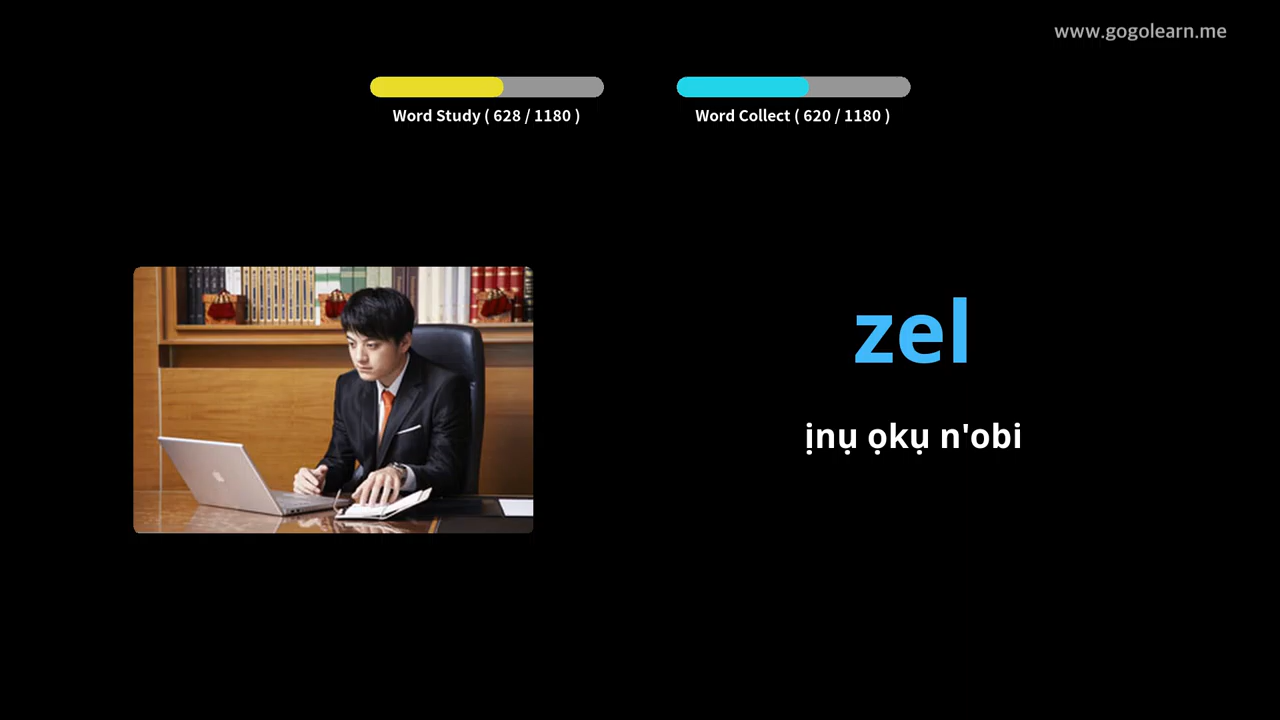 www.gogolearn.me
Word Study ( 628 / 1180 )
Word Collect ( 620 / 1180 )
zel
ịnụ ọkụ n'obi